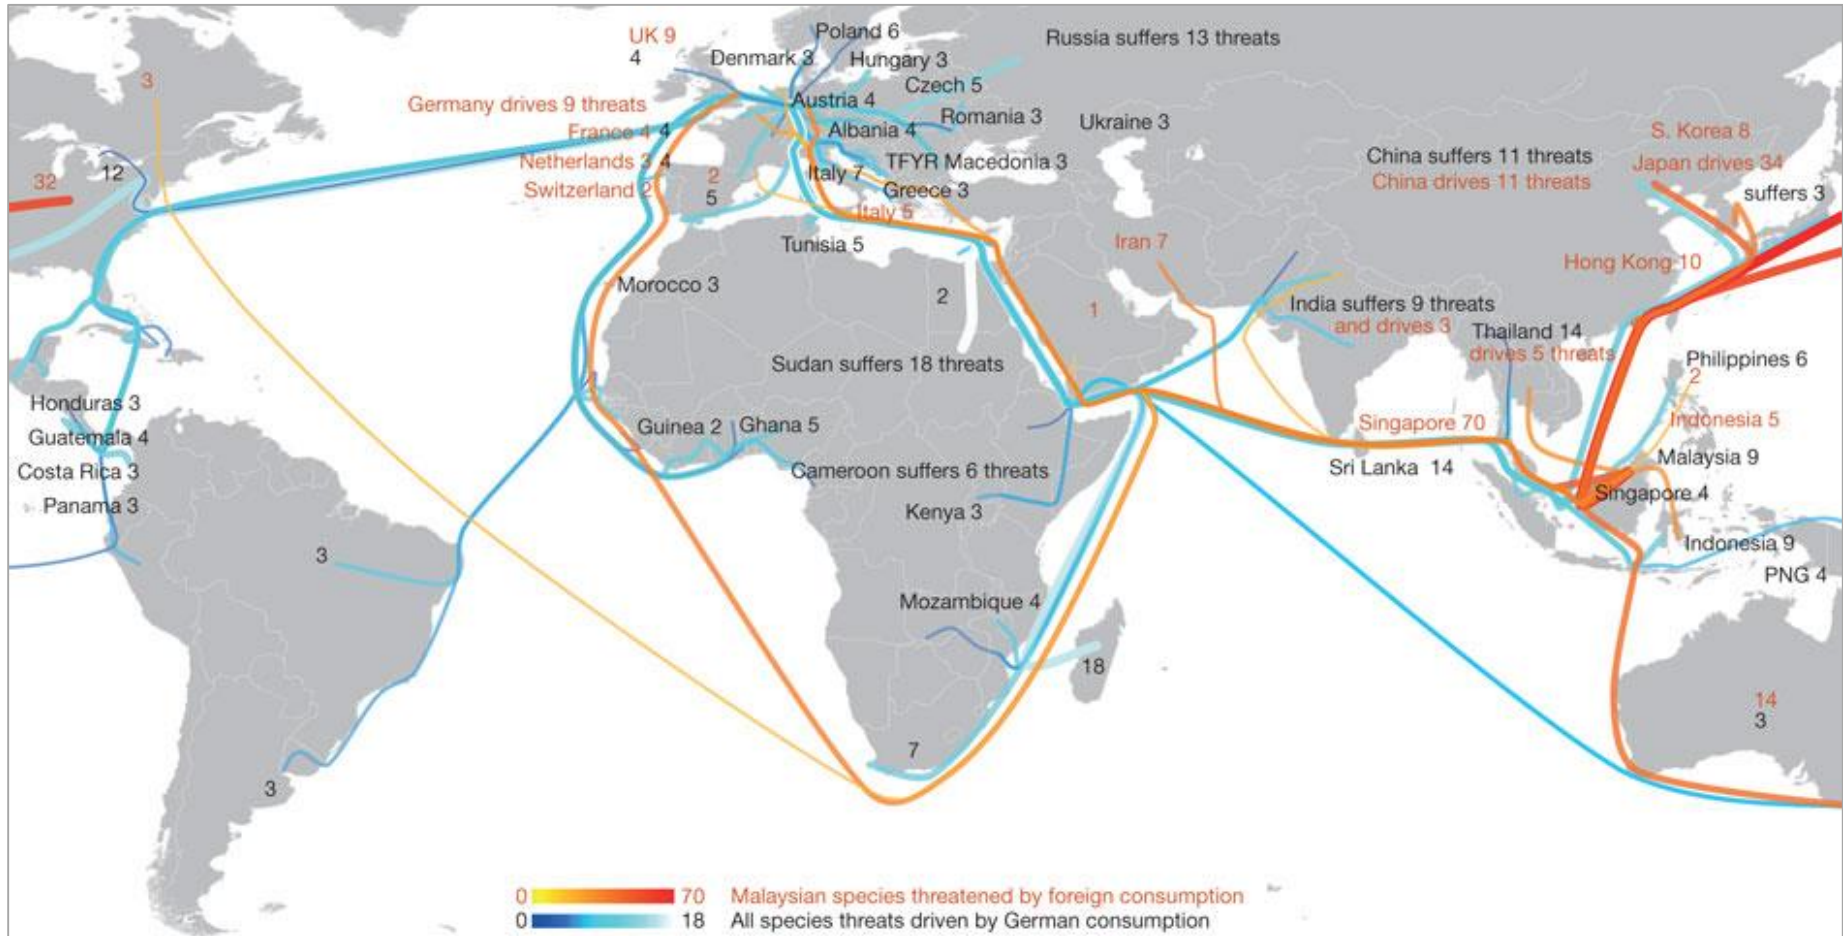 Poland 6
Russia suffers 13 threats
UK 9
4
Denmark 3
Hungary 3
3
Czech 5
Germany drives 9 threats
Austria 4
Romania 3
Ukraine 3
France 4 4
Albania 4
S. Korea 8
Netherlands 3 4
TFYR Macedonia 3
China suffers 11 threats
Japan drives 34
12
32
Switzerland 2
2
5
Italy 7
Greece 3
China drives 11 threats
suffers 3
Italy 5
Tunisia 5
Iran 7
Hong Kong 10
Morocco 3
2
1
India suffers 9 threats
and drives 3
Thailand 14
drives 5 threats
Sudan suffers 18 threats
Philippines 6
2
Honduras 3
Guatemala 4
Guinea 2
Ghana 5
Singapore 70
Indonesia 5
Costa Rica 3
Cameroon suffers 6 threats
Sri Lanka 14
Malaysia 9
Panama 3
Kenya 3
Singapore 4
3
Indonesia 9
PNG 4
Mozambique 4
18
14
3
7
3
0 70 Malaysian species threatened by foreign consumption
0 18 All species threats driven by German consumption